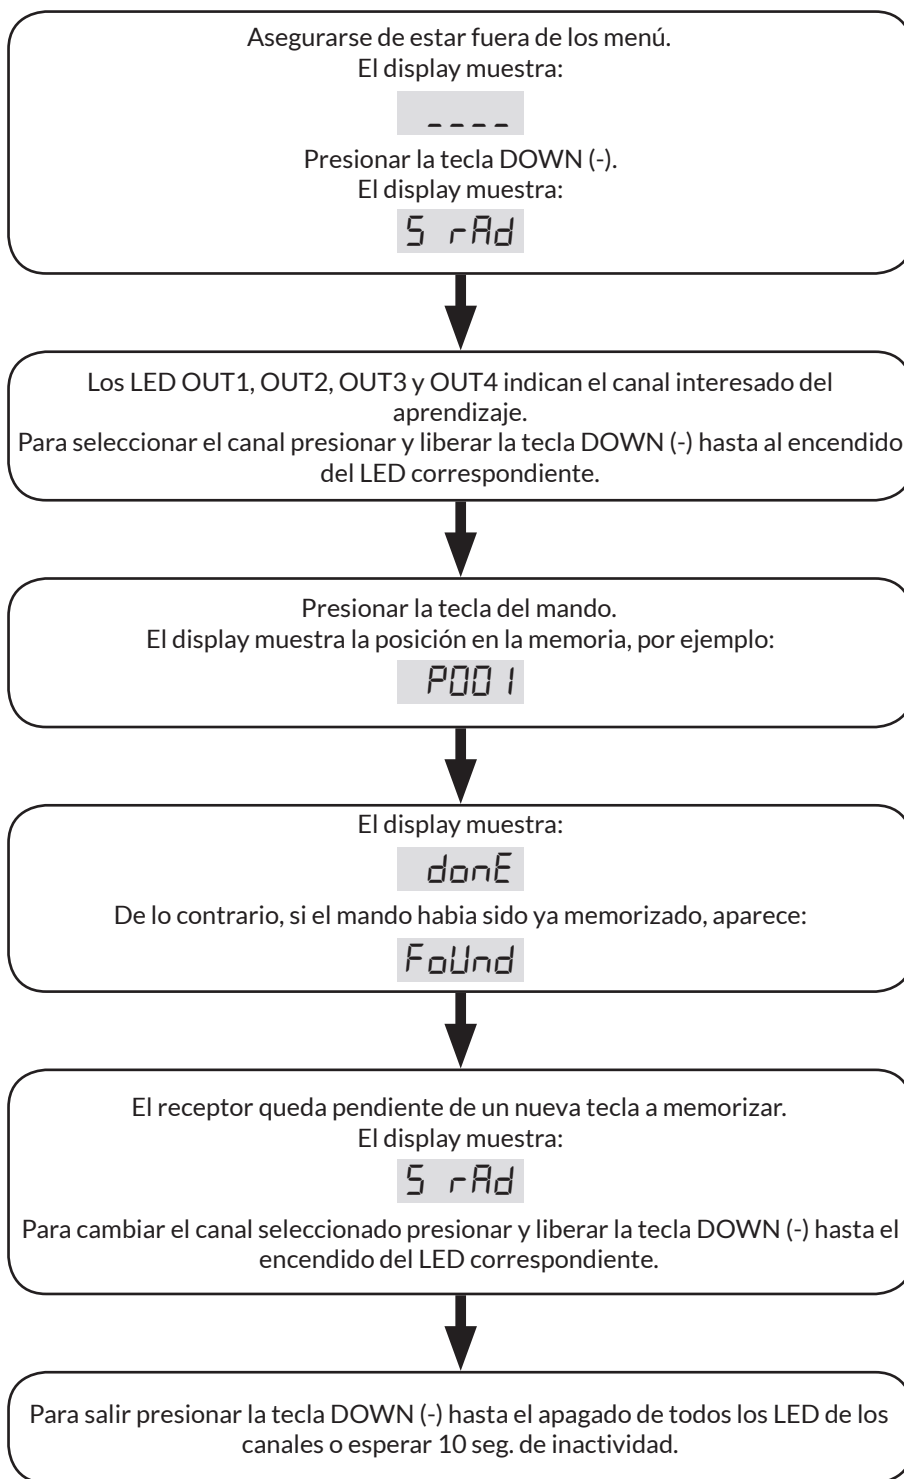 Asegurarse de estar fuera de los menú.
El display muestra:
_ _ _ _
Presionar la tecla DOWN (-).
El display muestra:
S rAd
Los LED OUT1, OUT2, OUT3 y OUT4 indican el canal interesado del
aprendizaje.
Para seleccionar el canal presionar y liberar la tecla DOWN (-) hasta al encendido
del LED correspondiente.
Presionar la tecla del mando.
El display muestra la posición en la memoria, por ejemplo:
P001
El display muestra:
donE
De lo contrario, si el mando habia sido ya memorizado, aparece:
FoUnd
El receptor queda pendiente de un nueva tecla a memorizar.
El display muestra:
S rAd
Para cambiar el canal seleccionado presionar y liberar la tecla DOWN (-) hasta el
encendido del LED correspondiente.
Para salir presionar la tecla DOWN (-) hasta el apagado de todos los LED de los
canales o esperar 10 seg. de inactividad.